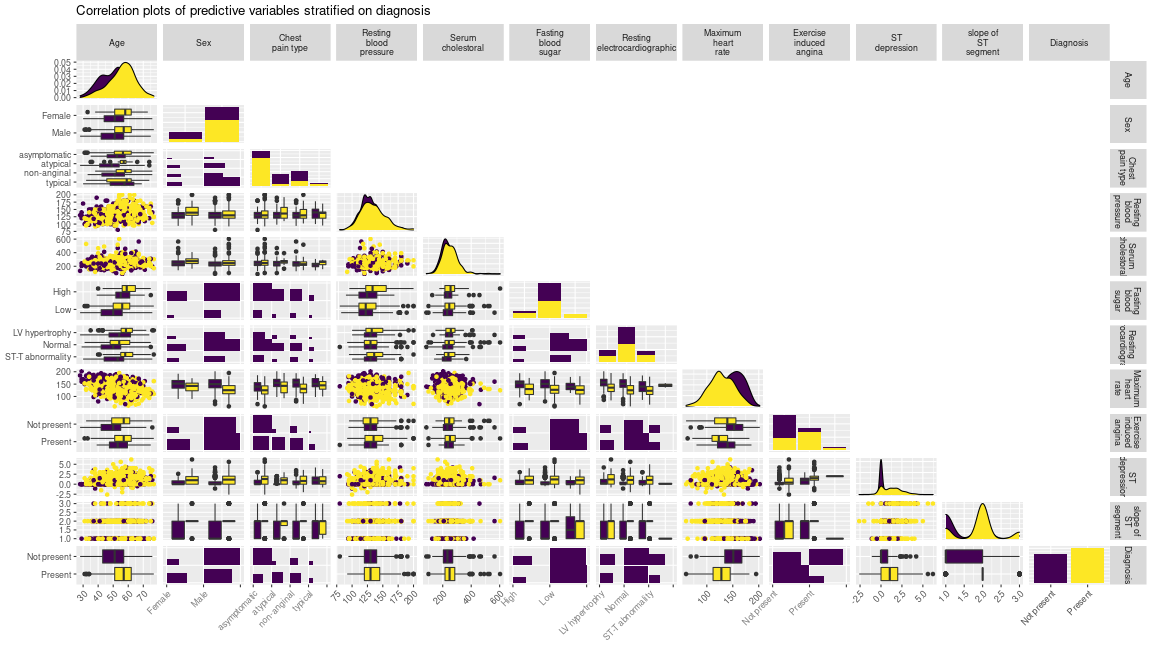 Correlation plots of predictive variables stratified on diagnosis
Age
Sex
Chest
pain type
Resting
blood
pressure
Serum
cholestoral
Fasting
blood
sugar
Resting
electrocardiographic
Maximum
heart
rate
Exercise
induced
angina
ST
depression
slope of
ST
segment
Diagnosis
0.05
0.04
0.03
0.02
0.01
0.00
Age
Female
Male
Sex
asymptomatic
atypical
non-anginal
typical
Chest
pain type
200
175
150
125
100
75
Resting
blood
pressure
600
400
200
Serum
High
Low
Fasting
blood
sugar
LV hypertrophy
Normal
ST-T abnormality
Resting
200
150
100
Maximum
heart
rate
Not present
Present
Exercise
induced
angina
5.0
2.5
0.0
-2.5
ST
depression
3.0
2.5
2.0
1.5
1.0
slope of
ST
segment
Not present
Present
Diagnosis
30 40 50 60 70
Female Male
asymptomatic atypical non-anginal typical
75 100 125 150 175 200
200 400 600
High Low
LV hypertrophy Normal ST-T abnormality
100 150 200
Not present Present
-2.5 0.0 2.5 5.0
1.0 1.5 2.0 2.5 3.0
Not present Present